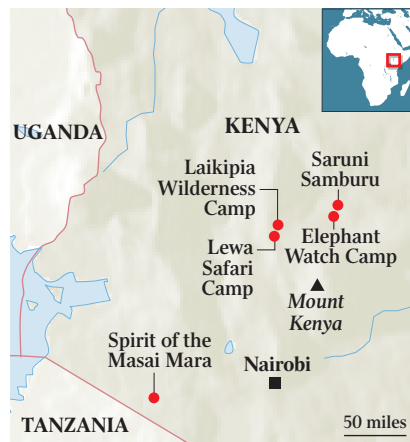 UGANDA
KENYA
Laikipia
Wilderness
Camp
Saruni
Samburu
Lewa
Safari
Camp
Elephant
Watch Camp
Mount
Kenya
Spirit of the
Masai Mara
Nairobi
TANZANIA
50 miles